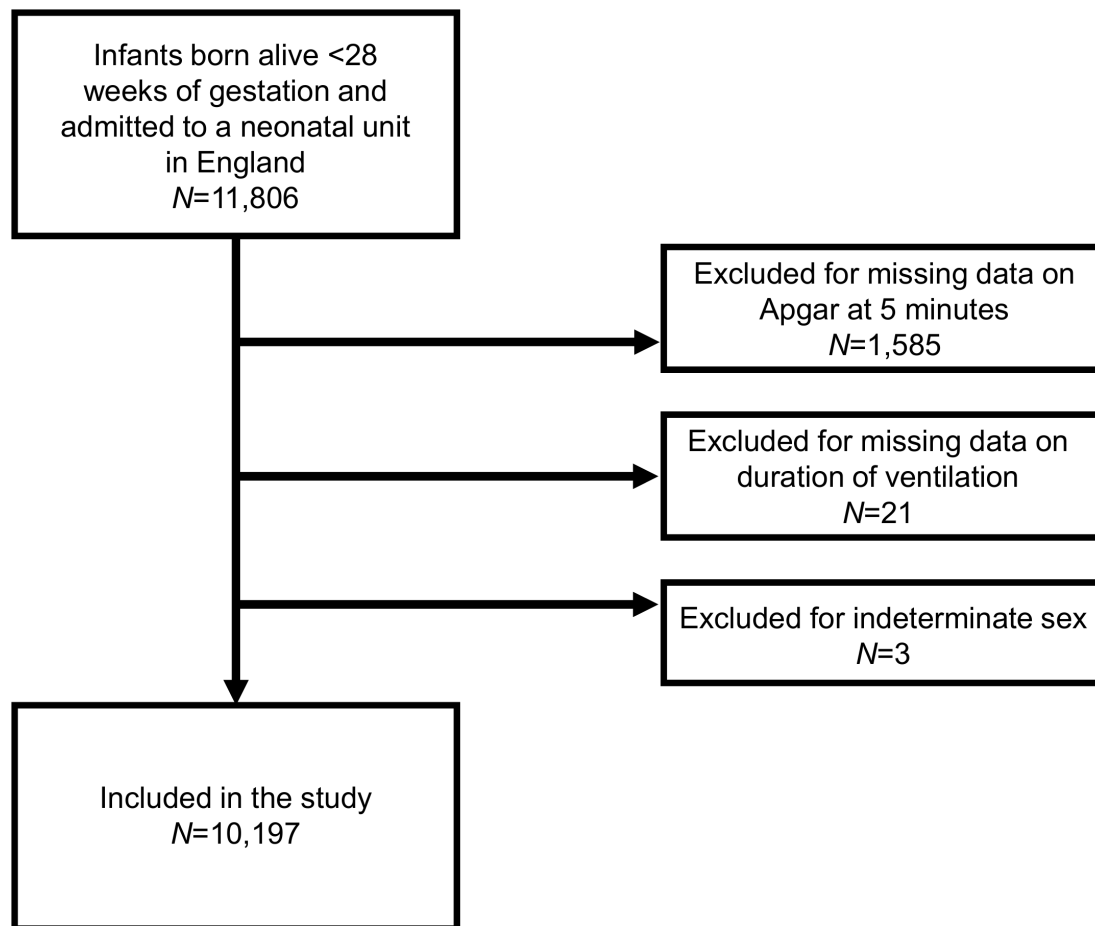 Infants born alive <28
weeks of gestation and
admitted to a neonatal unit
in England
N=11,806
Excluded for missing data on
Apgar at 5 minutes
N=1,585
Excluded for missing data on
duration of ventilation
N=21
Excluded for indeterminate sex
N=3
Included in the study
N=10,197